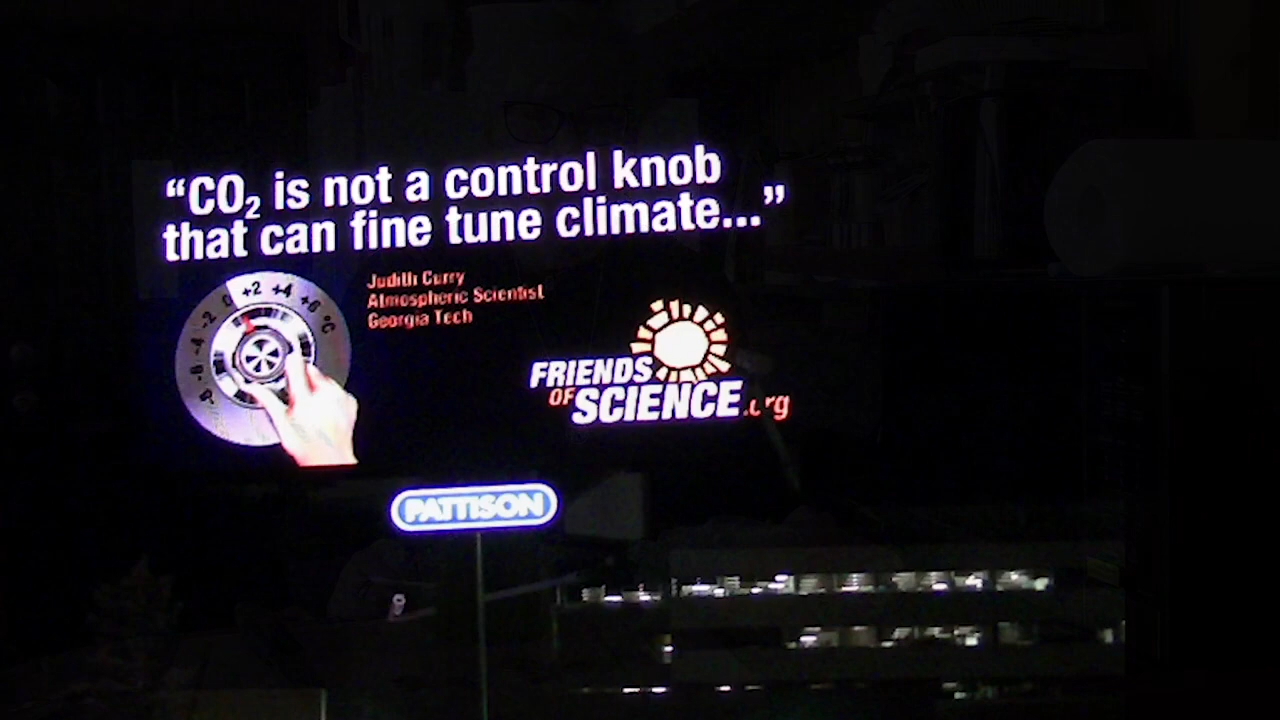 “CO₂ is not a control knob
that can fine tune climate...”
Judith Curry
Atmospheric Scientist
Georgia Tech
-8 -6 -4 -2 0 +2 +4 +6 °C
FRIENDS
OF SCIENCE.org
PATTISON